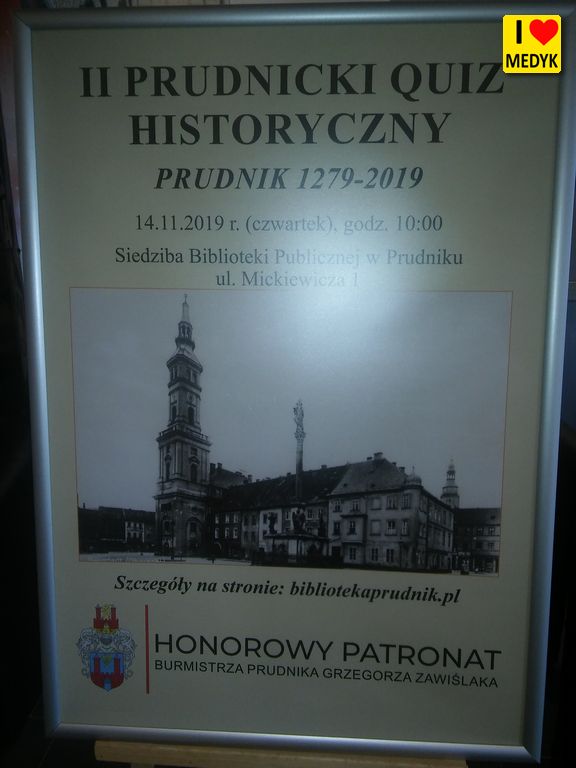 I ❤ MEDYK
II PRUDNICKI QUIZ
HISTORYCZNY
PRUDNIK 1279-2019
14.11.2019 r. (czwartek), godz. 10:00
Siedziba Biblioteki Publicznej w Prudniku
ul. Mickiewicza 1
Szczegóły na stronie: bibliotekaprudnik.pl
HONOROWY PATRONAT
BURMISTRZA PRUDNIKA GRZEGORZA ZAWIŚLAKA